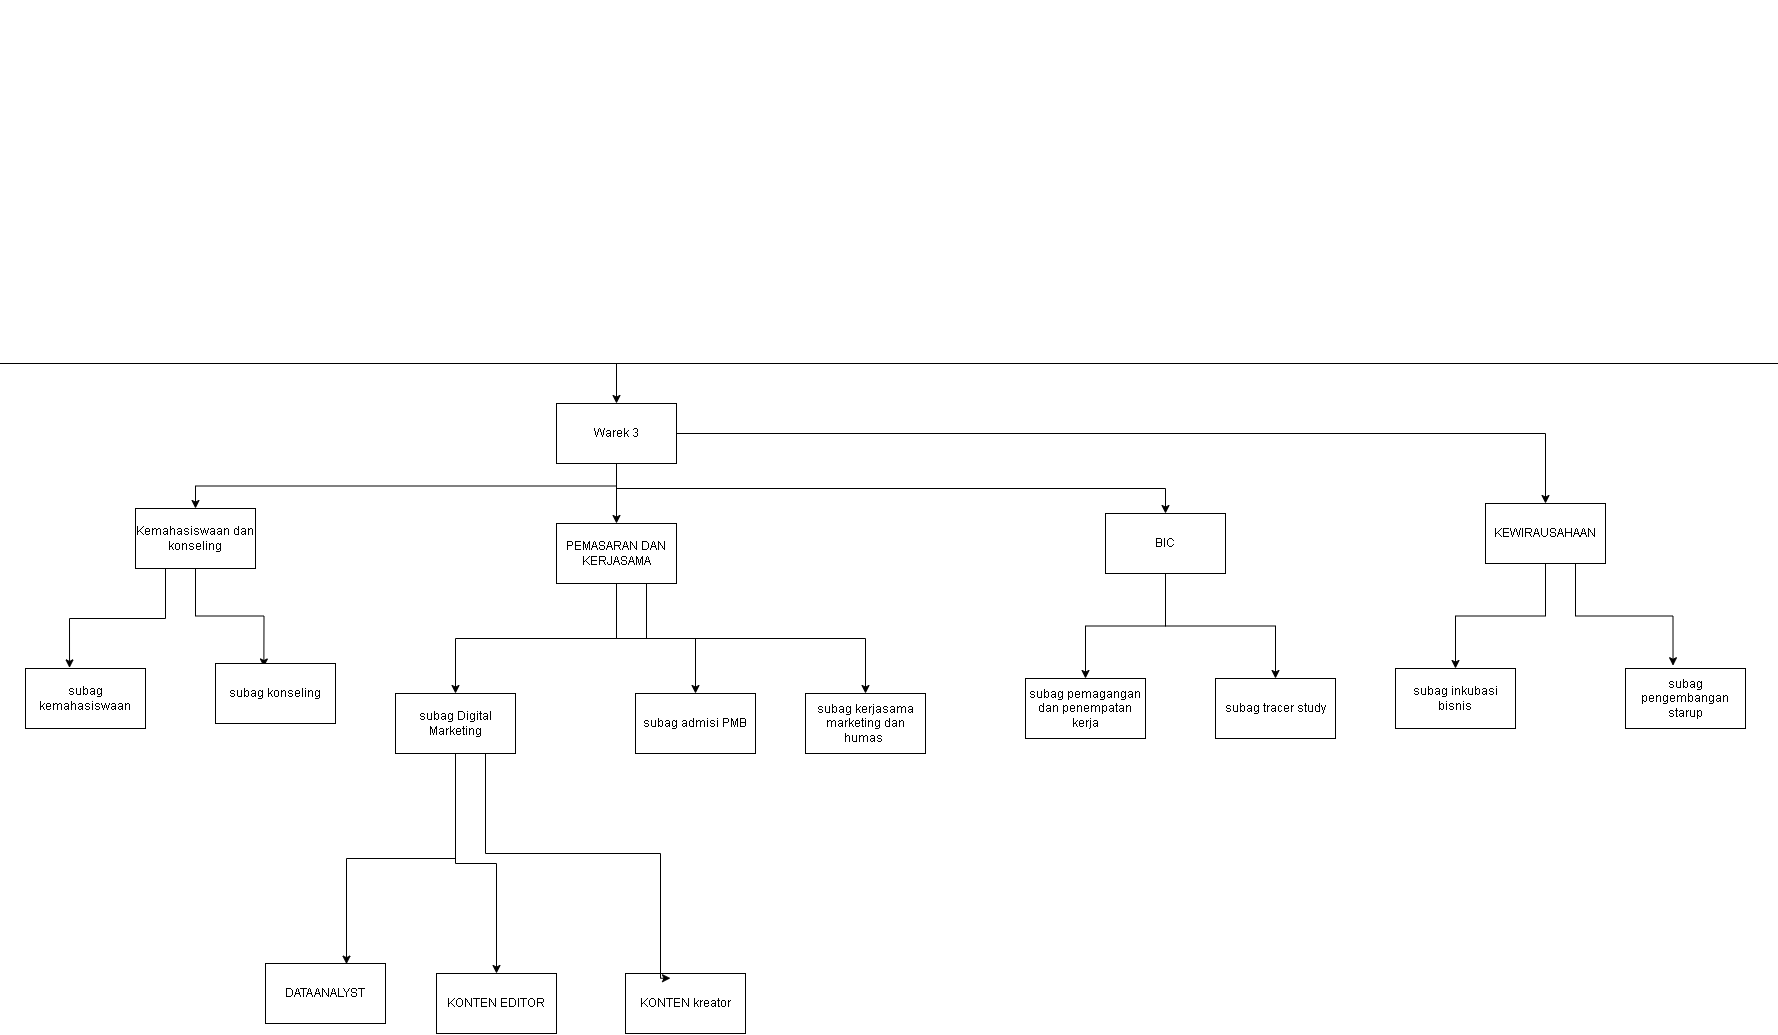 Warek 3
Kemahasiswaan dan
konseling
PEMASARAN DAN
KERJASAMA
BIC
KEWIRAUSAHAAN
subag
kemahasiswaan
subag konseling
subag Digital
Marketing
subag admisi PMB
subag kerjasama
marketing dan
humas
subag pemagangan
dan penempatan
kerja
subag tracer study
subag inkubasi
bisnis
subag
pengembangan
starup
DATAANALYST
KONTEN EDITOR
KONTEN kreator